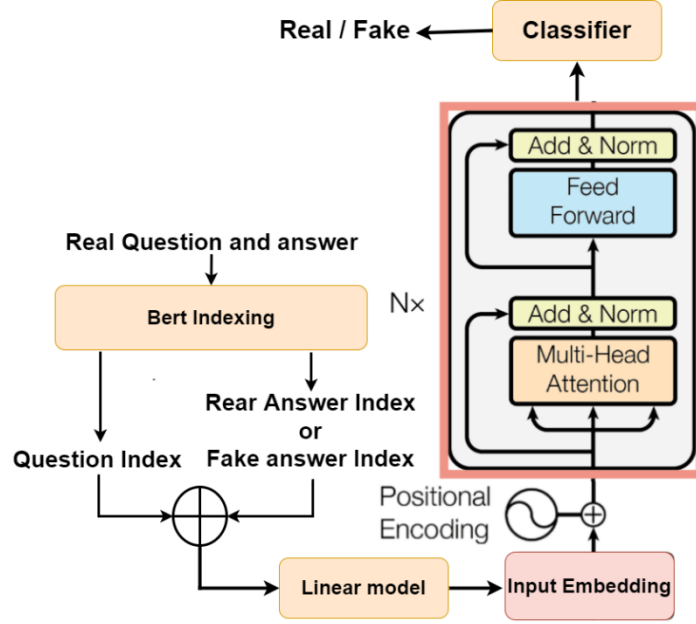 Real / Fake
Classifier
Add & Norm
Feed
Forward
Real Question and answer
Bert Indexing
N×
Add & Norm
Multi-Head
Attention
Rear Answer Index
or
Question Index
Fake answer Index
Positional
Encoding
Linear model
Input Embedding